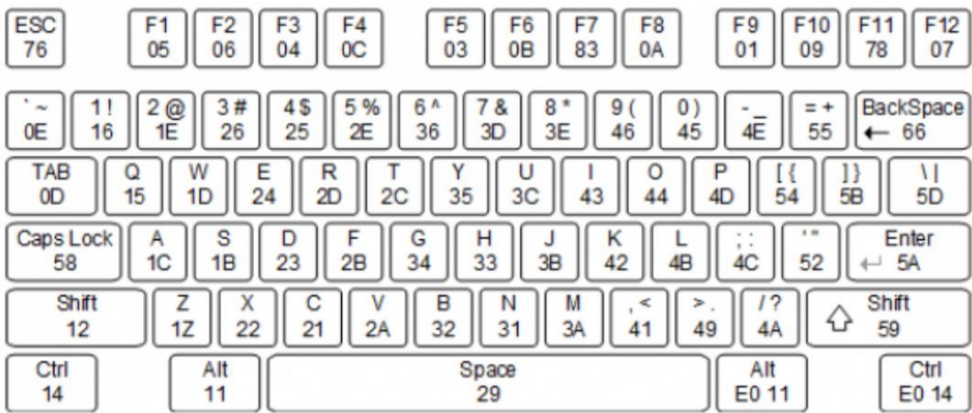 ESC F1 F2 F3 F4 F5 F6 F7 F8 F9 F10 F11 F12
76 05 06 04 0C 03 0B 83 0A 01 09 78 07
` ~ 1 ! 2 @ 3 # 4 $ 5 % 6 ^ 7 & 8 * 9 ( 0 ) - _ = + BackSpace
0E 16 1E 26 25 2E 36 3D 3E 46 45 4E 55 ← 66
TAB Q W E R T Y U I O P [ { ] } \ |
0D 15 1D 24 2D 2C 35 3C 43 44 4D 54 5B 5D
Caps Lock A S D F G H J K L ; : ' " Enter
58 1C 1B 23 2B 34 33 3B 42 4B 4C 52 ↵ 5A
Shift Z X C V B N M , < > . / ? ⇧ Shift
12 1Z 22 21 2A 32 31 3A 41 49 4A 59
Ctrl Alt Space Alt Ctrl
14 11 29 E0 11 E0 14